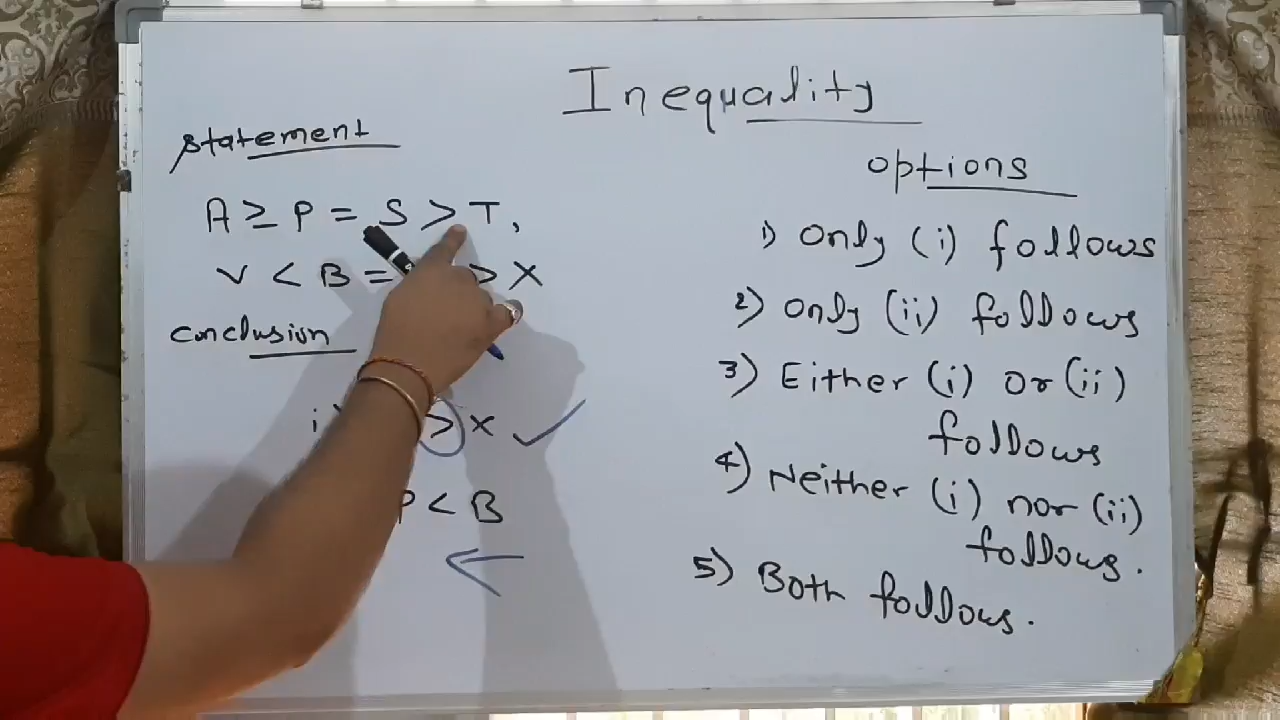 Inequality
Statement
A ≥ P = S > T,
V < B = > X
Conclusion
i > X
P < B
options
1) Only (i) follows
2) Only (ii) follows
3) Either (i) or (ii)
follows
4) Neither (i) nor (ii)
follows.
5) Both follows.